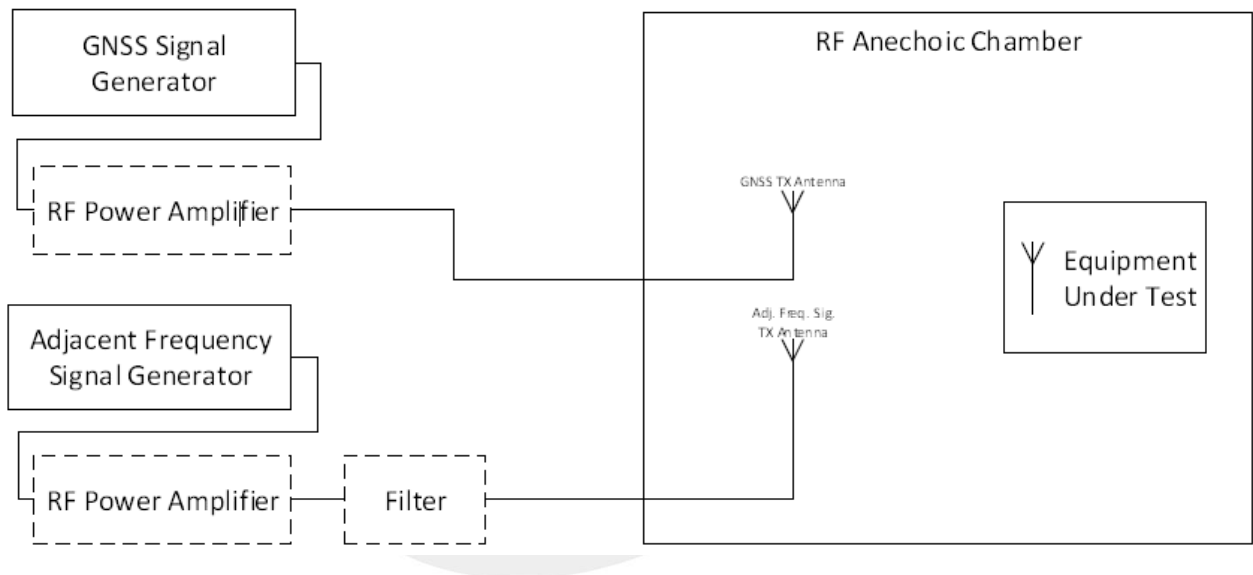 GNSS Signal
Generator
RF Power Amplifier
Adjacent Frequency
Signal Generator
RF Power Amplifier
Filter
RF Anechoic Chamber
GNSS TX Antenna
Adj. Freq. Sig.
TX Antenna
Equipment
Under Test